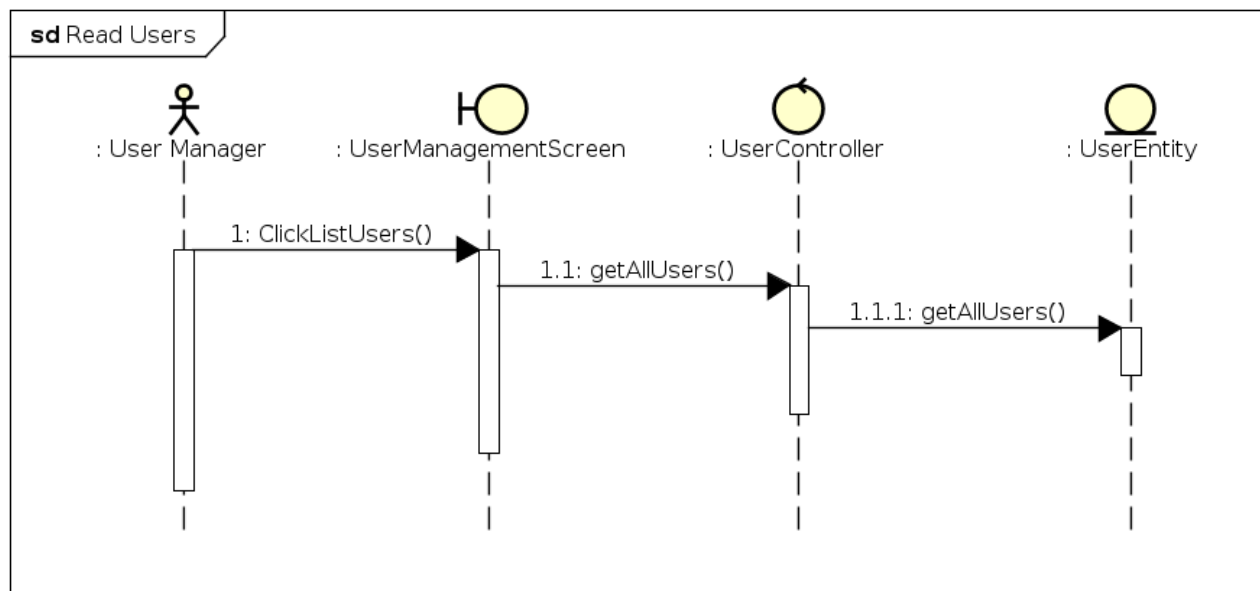 sd Read Users
: User Manager
: UserManagementScreen
: UserController
: UserEntity
1: ClickListUsers()
1.1: getAllUsers()
1.1.1: getAllUsers()